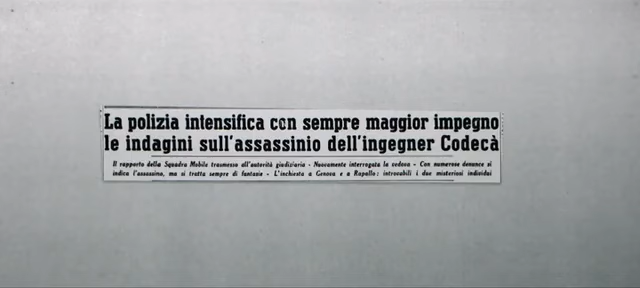 La polizia intensifica con sempre maggior impegno
le indagini sull'assassinio dell'ingegner Codecà
Il rapporto della Squadra Mobile trasmesso all'autorità giudiziaria - Nuovamente interrogata la vedova - Con numerose denunce si
indica l'assassino, ma si tratta sempre di fantasie - L'inchiesta a Genova e a Rapallo: introvabili i due misteriosi individui